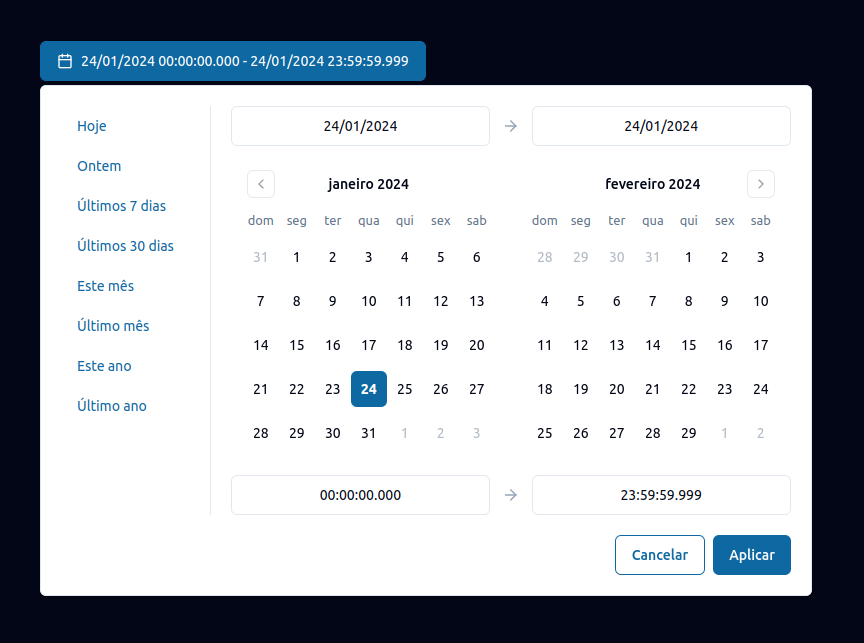 24/01/2024 00:00:00.000 - 24/01/2024 23:59:59.999
Hoje
Ontem
Últimos 7 dias
Últimos 30 dias
Este mês
Último mês
Este ano
Último ano
24/01/2024
24/01/2024
janeiro 2024
dom seg ter qua qui sex sab
31 1 2 3 4 5 6
7 8 9 10 11 12 13
14 15 16 17 18 19 20
21 22 23 24 25 26 27
28 29 30 31 1 2 3
fevereiro 2024
dom seg ter qua qui sex sab
28 29 30 31 1 2 3
4 5 6 7 8 9 10
11 12 13 14 15 16 17
18 19 20 21 22 23 24
25 26 27 28 29 1 2
00:00:00.000
23:59:59.999
Cancelar
Aplicar